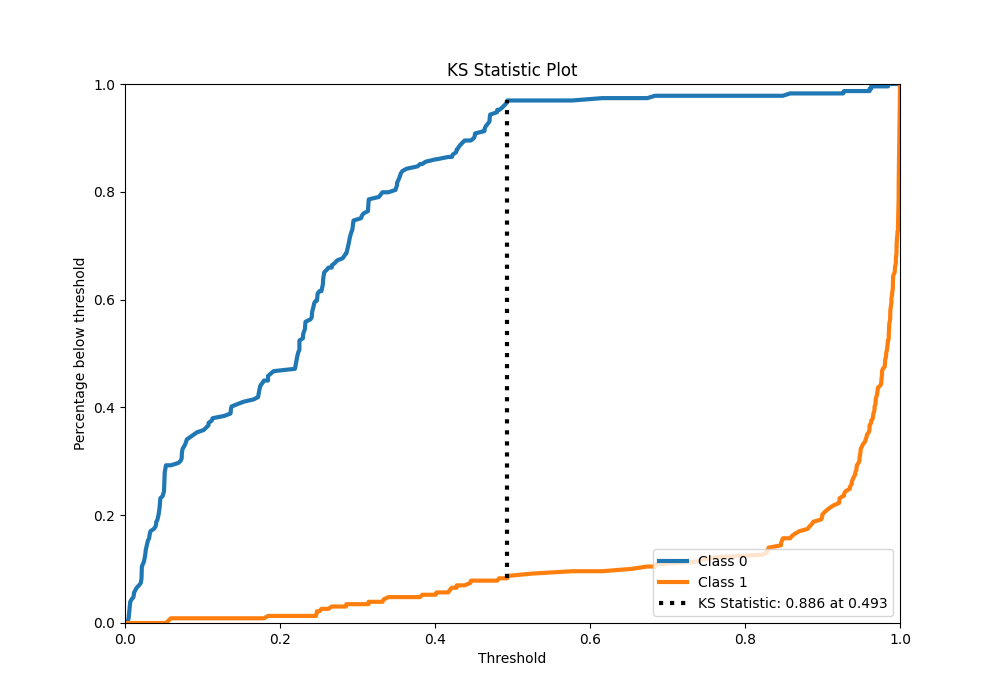 KS Statistic Plot
1.0
0.8
0.6
0.4
0.2
0.0
Percentage below threshold
0.0 0.2 0.4 0.6 0.8 1.0
Threshold
Class 0
Class 1
KS Statistic: 0.886 at 0.493